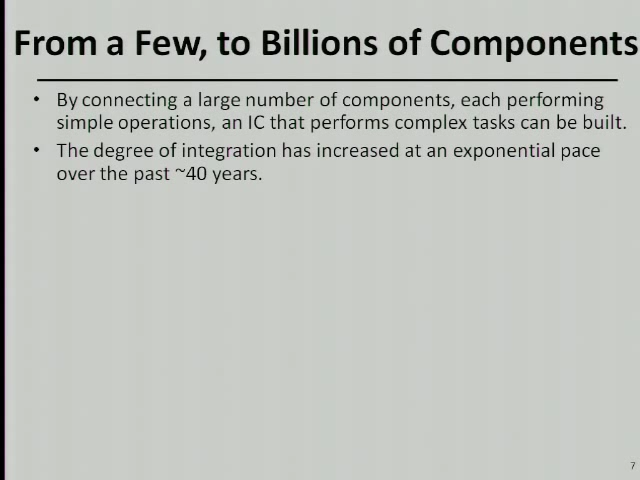 From a Few, to Billions of Components
• By connecting a large number of components, each performing
simple operations, an IC that performs complex tasks can be built.
• The degree of integration has increased at an exponential pace
over the past ~40 years.
7